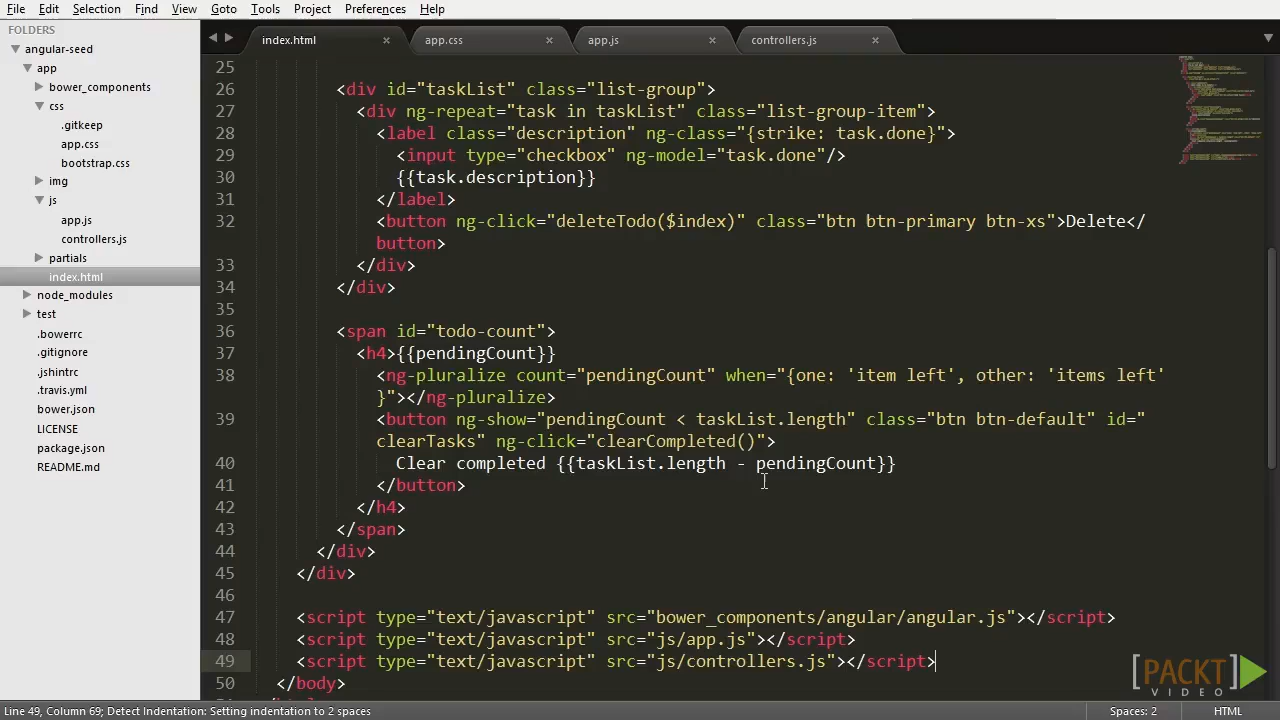 File Edit Selection Find View Goto Tools Project Preferences Help
FOLDERS
angular-seed
app
bower_components
css
.gitkeep
app.css
bootstrap.css
img
js
app.js
controllers.js
partials
index.html
node_modules
test
.bowerrc
.gitignore
.jshintrc
.travis.yml
bower.json
LICENSE
package.json
README.md
index.html × app.css × app.js × controllers.js ×
25
26 <div id="taskList" class="list-group">
27 <div ng-repeat="task in taskList" class="list-group-item">
28 <label class="description" ng-class="{strike: task.done}">
29 <input type="checkbox" ng-model="task.done"/>
30 {{task.description}}
31 </label>
32 <button ng-click="deleteTodo($index)" class="btn btn-primary btn-xs">Delete</
button>
33 </div>
34 </div>
35
36 <span id="todo-count">
37 <h4>{{pendingCount}}
38 <ng-pluralize count="pendingCount" when="{one: 'item left', other: 'items left'
}"></ng-pluralize>
39 <button ng-show="pendingCount < taskList.length" class="btn btn-default" id="
clearTasks" ng-click="clearCompleted()">
40 Clear completed {{taskList.length - pendingCount}}
41 </button>
42 </h4>
43 </span>
44 </div>
45 </div>
46
47 <script type="text/javascript" src="bower_components/angular/angular.js"></script>
48 <script type="text/javascript" src="js/app.js"></script>
49 <script type="text/javascript" src="js/controllers.js"></script>
50 </body>
[PACKT]
VIDEO
Line 49, Column 69; Detect Indentation: Setting indentation to 2 spaces Spaces: 2 HTML